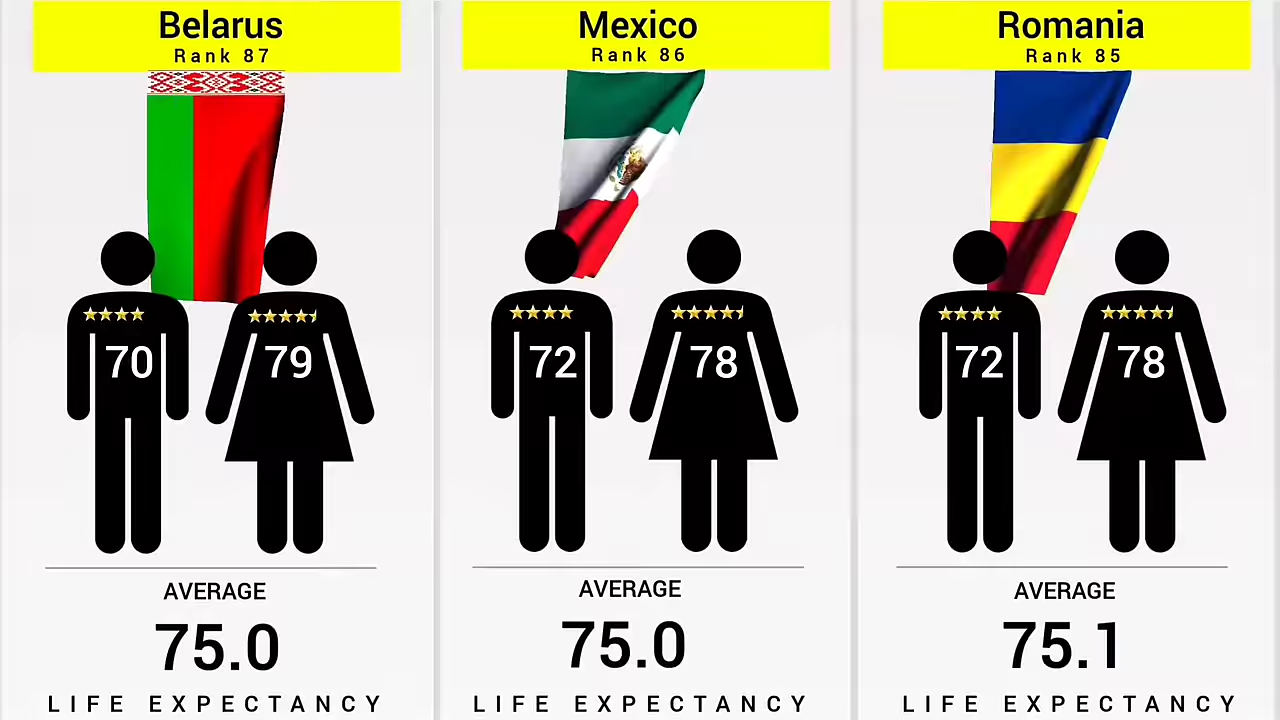 Belarus
Rank 87
70
79
AVERAGE
75.0
LIFE EXPECTANCY
Mexico
Rank 86
72
78
AVERAGE
75.0
LIFE EXPECTANCY
Romania
Rank 85
72
78
AVERAGE
75.1
LIFE EXPECTANCY